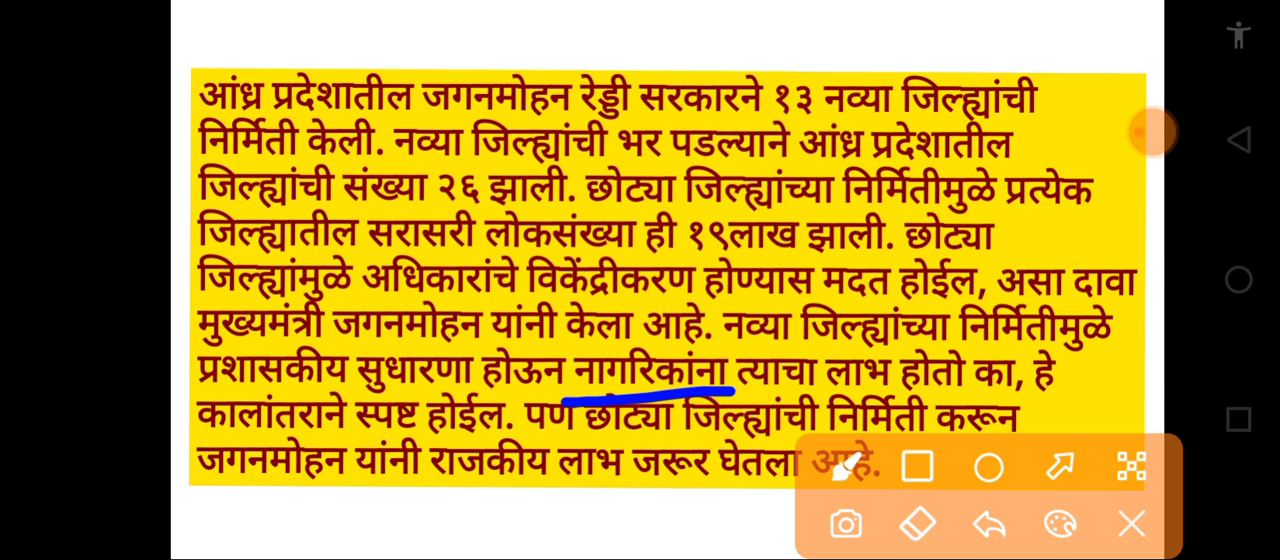 आंध्र प्रदेशातील जगनमोहन रेड्डी सरकारने १३ नव्या जिल्ह्यांची
निर्मिती केली. नव्या जिल्ह्यांची भर पडल्याने आंध्र प्रदेशातील
जिल्ह्यांची संख्या २६ झाली. छोट्या जिल्ह्यांच्या निर्मितीमुळे प्रत्येक
जिल्ह्यातील सरासरी लोकसंख्या ही १९लाख झाली. छोट्या
जिल्ह्यांमुळे अधिकारांचे विकेंद्रीकरण होण्यास मदत होईल, असा दावा
मुख्यमंत्री जगनमोहन यांनी केला आहे. नव्या जिल्ह्यांच्या निर्मितीमुळे
प्रशासकीय सुधारणा होऊन नागरिकांना त्याचा लाभ होतो का, हे
कालांतराने स्पष्ट होईल. पण छोट्या जिल्ह्यांची निर्मिती करून
जगनमोहन यांनी राजकीय लाभ जरूर घेतला आहे.